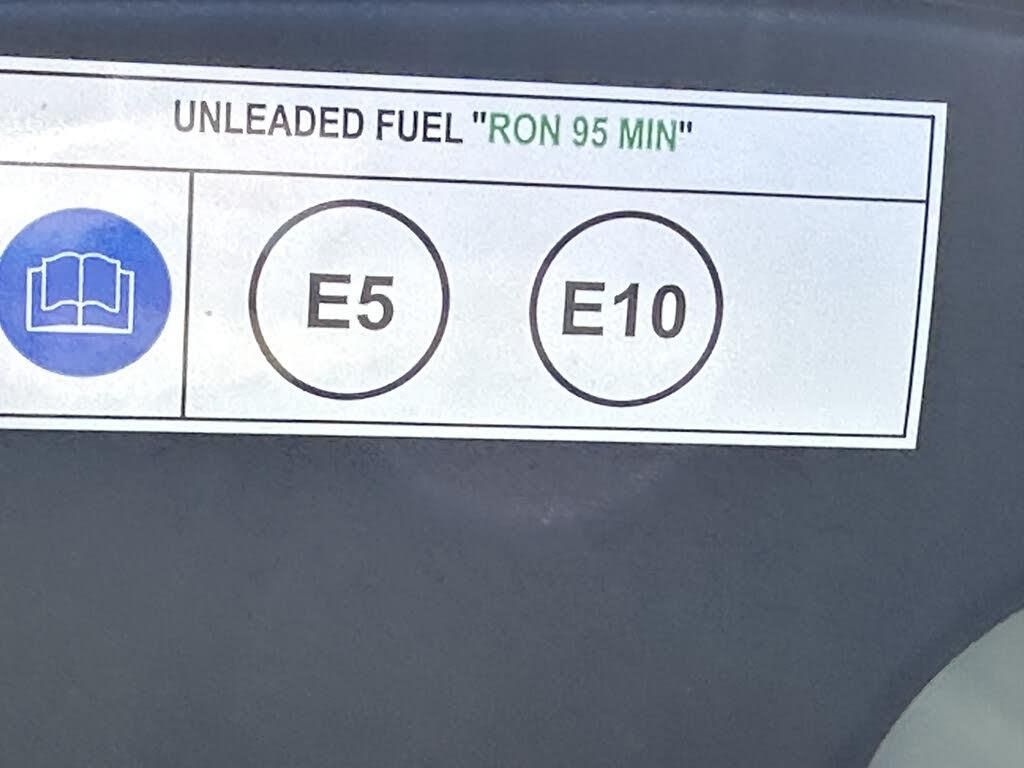 UNLEADED FUEL "RON 95 MIN"
E5 E10